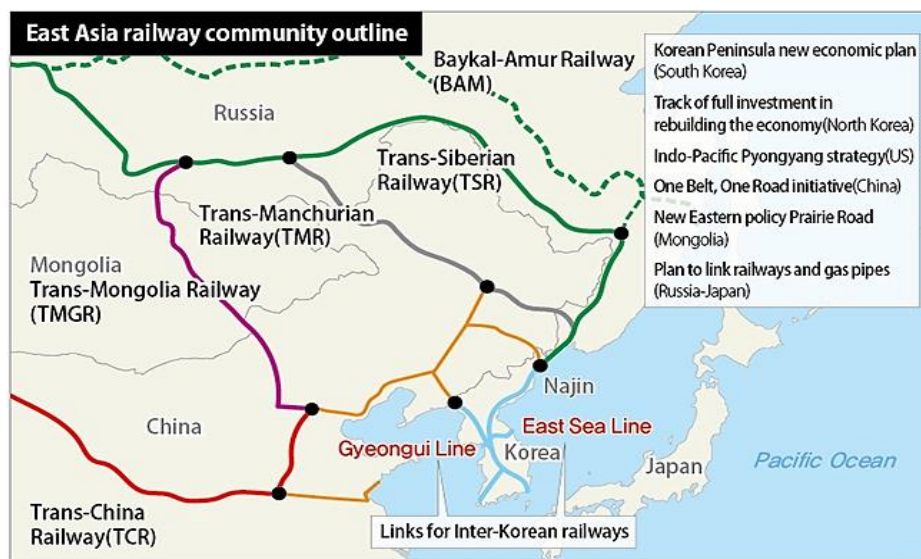 East Asia railway community outline
Baykal-Amur Railway
(BAM)
Russia
Trans-Siberian
Railway(TSR)
Trans-Manchurian
Railway(TMR)
Mongolia
Trans-Mongolia Railway
(TMGR)
China
Najin
East Sea Line
Gyeongui Line
Korea
Japan
Pacific Ocean
Trans-China
Railway(TCR)
Links for Inter-Korean railways
Korean Peninsula new economic plan
(South Korea)
Track of full investment in
rebuilding the economy(North Korea)
Indo-Pacific Pyongyang strategy(US)
One Belt, One Road initiative(China)
New Eastern policy Prairie Road
(Mongolia)
Plan to link railways and gas pipes
(Russia-Japan)